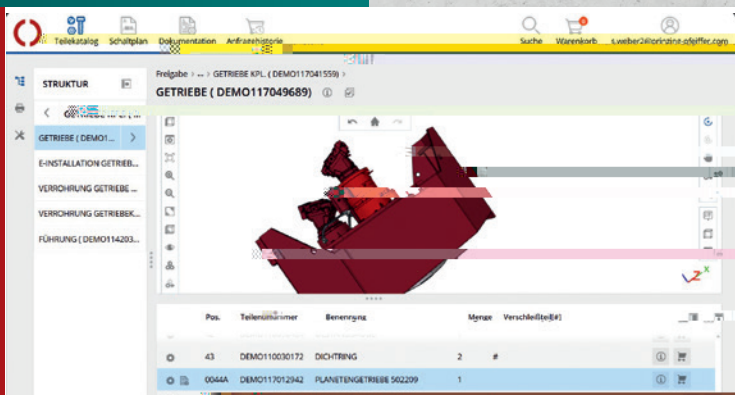 Teilekatalog Schaltplan Dokumentation Anfragehistorie Suche Warenkorb
STRUKTUR
Freigabe > ... > GETRIEBE KPL. ( DEMO117041559) >
GETRIEBE ( DEMO117049689)
GETRIEBE ( DEMO1...
E-INSTALLATION GETRIEB...
VERROHRUNG GETRIEBE ...
VERROHRUNG GETRIEBEK...
FÜHRUNG ( DEMO114203...
Z X
Pos. Teilenummer Benennung Menge Verschleißteil[#]
43 DEMO110030172 DICHTRING 2 #
0044A DEMO117012942 PLANETENGETRIEBE 502209 1